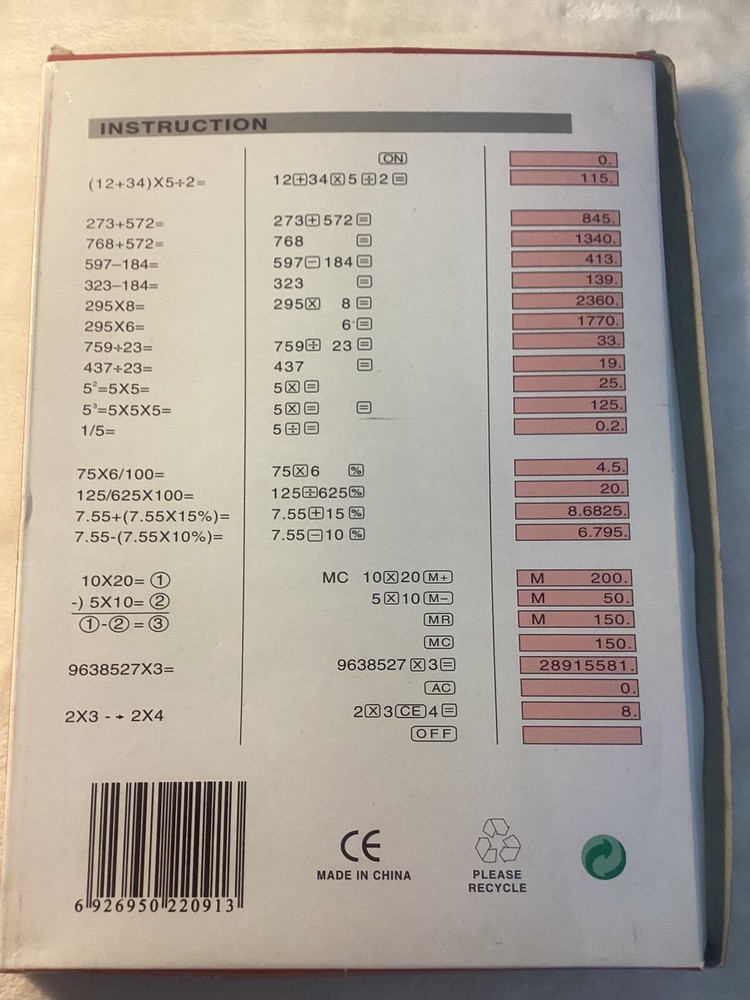 INSTRUCTION
ON 0.
(12+34)X5÷2= 12+34X5÷2= 115.
273+572= 273+572= 845.
768+572= 768 = 1340.
597−184= 597−184= 413.
323−184= 323 = 139.
295X8= 295X 8= 2360.
295X6= 6= 1770.
759÷23= 759÷ 23= 33.
437÷23= 437 = 19.
5²=5X5= 5X= 25.
5³=5X5X5= 5X= = 125.
1/5= 5÷= 0.2.
75X6/100= 75X6 % 4.5.
125/625X100= 125÷625% 20.
7.55+(7.55X15%)= 7.55+15% 8.6825.
7.55-(7.55X10%)= 7.55−10% 6.795.
10X20= ① MC 10X20M+ M 200.
-) 5X10= ② 5X10M− M 50.
①-② = ③ MR M 150.
MC 150.
9638527X3= 9638527X3= 28915581.
AC 0.
2X3 -➝ 2X4 2X3CE4= 8.
OFF
6 926950 220913
CE
MADE IN CHINA
PLEASE
RECYCLE